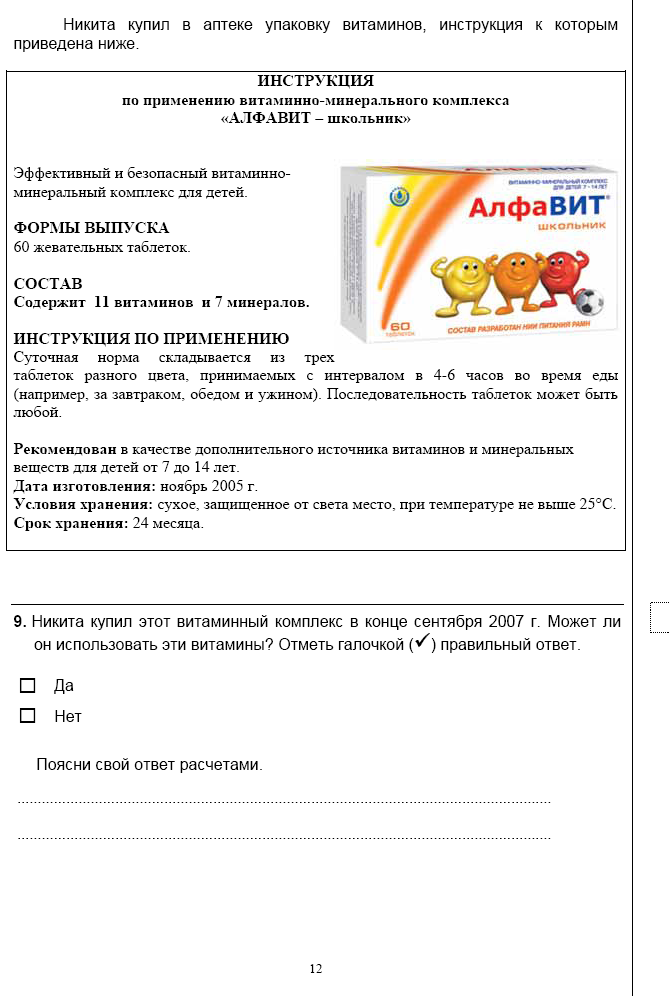 Никита купил в аптеке упаковку витаминов, инструкция к которым
приведена ниже.
ИНСТРУКЦИЯ
по применению витаминно-минерального комплекса
«АЛФАВИТ – школьник»
Эффективный и безопасный витаминно-
минеральный комплекс для детей.
ФОРМЫ ВЫПУСКА
60 жевательных таблеток.
СОСТАВ
Содержит 11 витаминов и 7 минералов.
ВИТАМИННО-МИНЕРАЛЬНЫЙ КОМПЛЕКС
ДЛЯ ДЕТЕЙ 7 - 14 ЛЕТ
АлфаВИТ®
ШКОЛЬНИК
60
таблеток
СОСТАВ РАЗРАБОТАН НИИ ПИТАНИЯ РАМН
ИНСТРУКЦИЯ ПО ПРИМЕНЕНИЮ
Суточная норма складывается из трех
таблеток разного цвета, принимаемых с интервалом в 4-6 часов во время еды
(например, за завтраком, обедом и ужином). Последовательность таблеток может быть
любой.
Рекомендован в качестве дополнительного источника витаминов и минеральных
веществ для детей от 7 до 14 лет.
Дата изготовления: ноябрь 2005 г.
Условия хранения: сухое, защищенное от света место, при температуре не выше 25°С.
Срок хранения: 24 месяца.
9. Никита купил этот витаминный комплекс в конце сентября 2007 г. Может ли
он использовать эти витамины? Отметь галочкой (✓) правильный ответ.
Да
Нет
Поясни свой ответ расчетами.
12